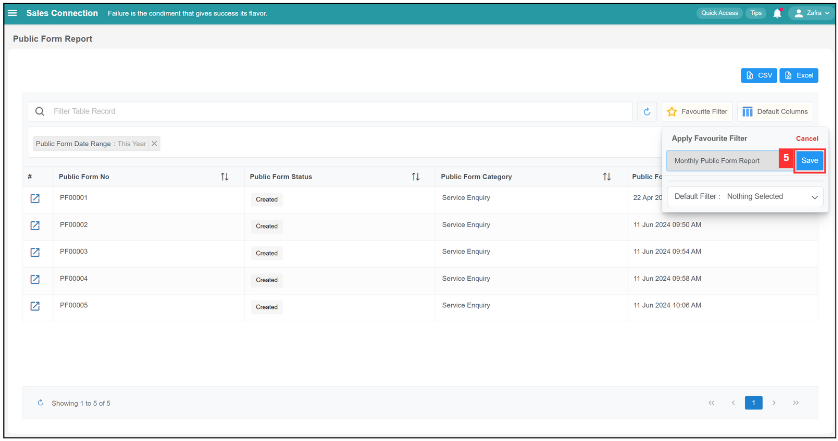 Sales Connection Failure is the condiment that gives success its flavor. Quick Access Tips Zafra
Public Form Report
CSV Excel
Filter Table Record Favourite Filter Default Columns
Public Form Date Range : This Year
Apply Favourite Filter Cancel
Monthly Public Form Report 5 Save
Default Filter : Nothing Selected
# Public Form No Public Form Status Public Form Category
PF00001 Created Service Enquiry 22 Apr
PF00002 Created Service Enquiry 11 Jun 2024 09:50 AM
PF00003 Created Service Enquiry 11 Jun 2024 09:54 AM
PF00004 Created Service Enquiry 11 Jun 2024 09:58 AM
PF00005 Created Service Enquiry 11 Jun 2024 10:06 AM
Showing 1 to 5 of 5 1